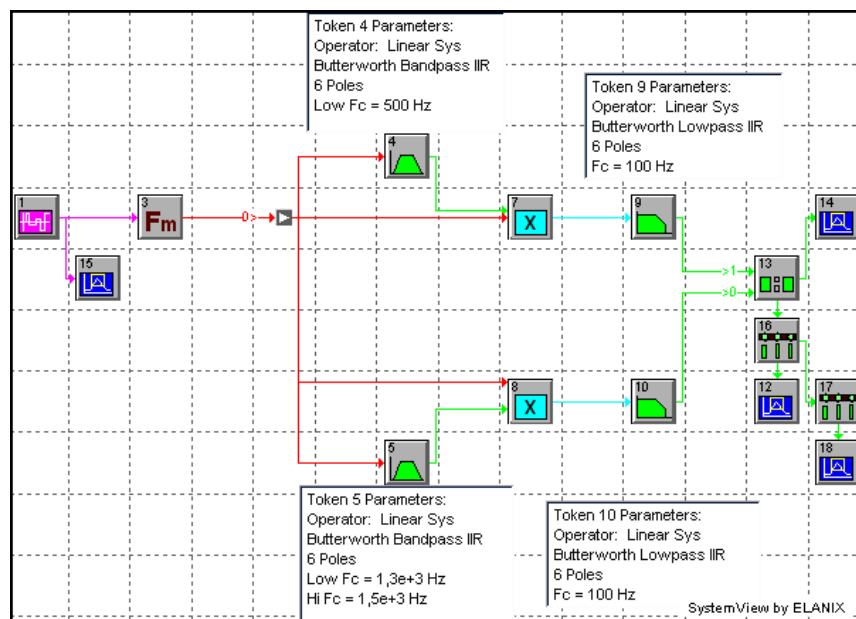 Token 4 Parameters:
Operator: Linear Sys
Butterworth Bandpass IIR
6 Poles
Low Fc = 500 Hz
Token 9 Parameters:
Operator: Linear Sys
Butterworth Lowpass IIR
6 Poles
Fc = 100 Hz
4
1
3
Fm
0>
7
X
9
14
15
>1
13
>0
16
8
X
10
12
17
5
18
Token 5 Parameters:
Operator: Linear Sys
Butterworth Bandpass IIR
6 Poles
Low Fc = 1,3e+3 Hz
Hi Fc = 1,5e+3 Hz
Token 10 Parameters:
Operator: Linear Sys
Butterworth Lowpass IIR
6 Poles
Fc = 100 Hz
SystemView by ELANIX